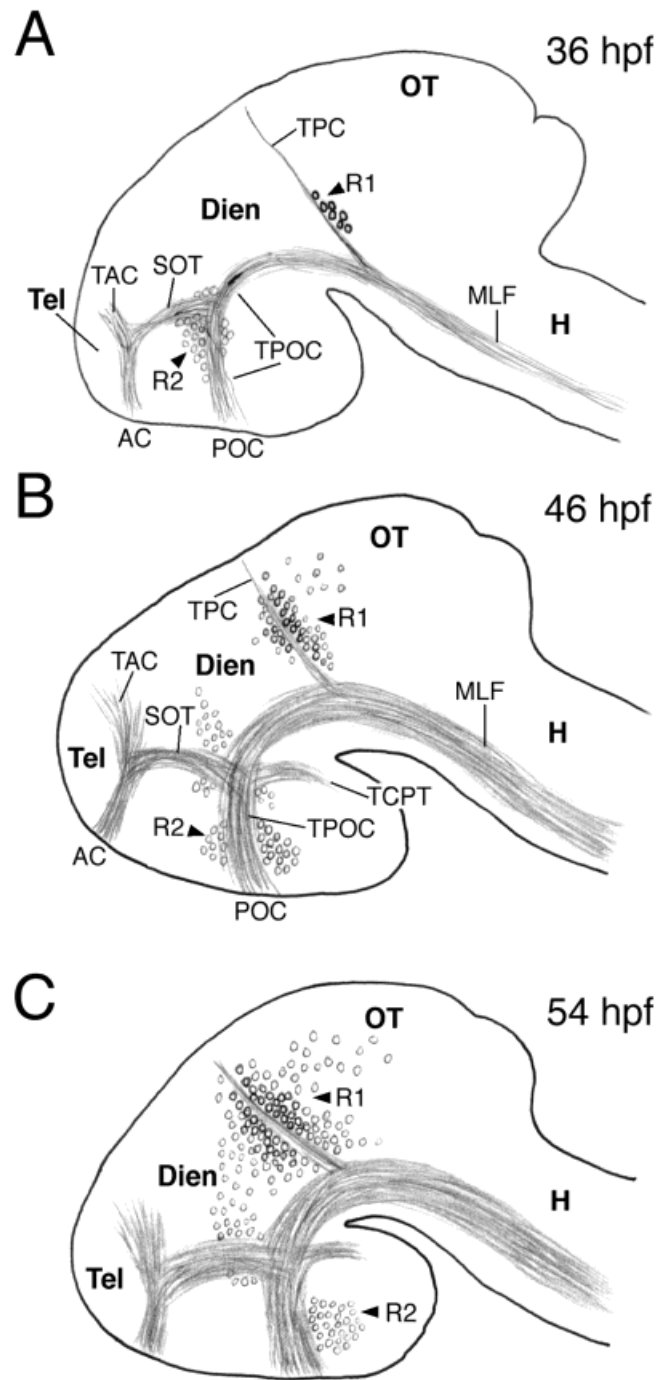 A
36 hpf
OT
TPC
R1
Dien
TAC
SOT
Tel
MLF
H
TPOC
R2
AC
POC
B
46 hpf
OT
TPC
R1
TAC
Dien
SOT
MLF
Tel
H
TCPT
R2
TPOC
AC
POC
C
54 hpf
OT
R1
Dien
H
Tel
R2